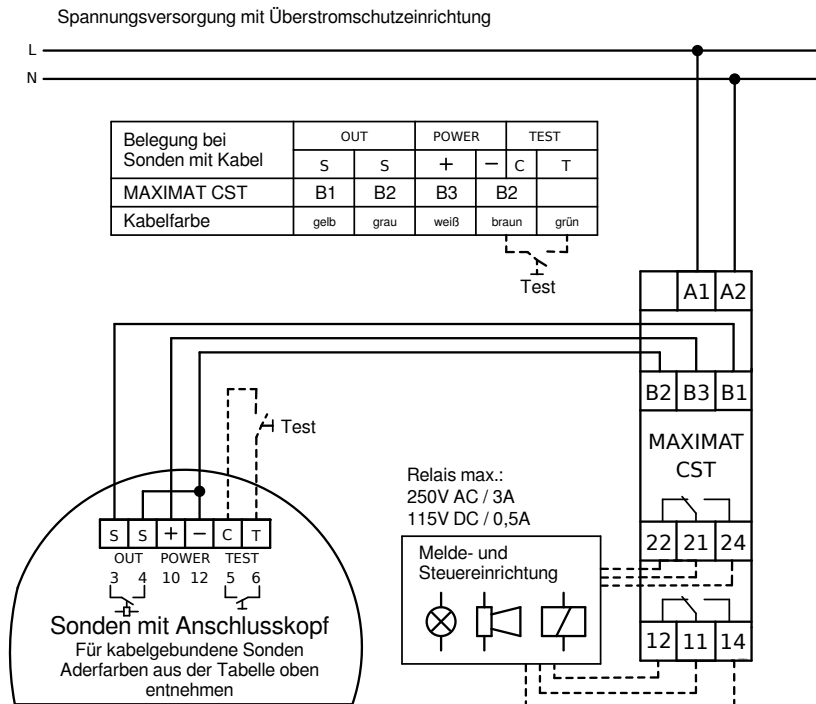 Spannungsversorgung mit Überstromschutzeinrichtung
L
N
Belegung bei
Sonden mit Kabel
OUT POWER TEST
S S + − C T
MAXIMAT CST B1 B2 B3 B2
Kabelfarbe gelb grau weiß braun grün
Test
A1 A2
B2 B3 B1
MAXIMAT
CST
Test
Relais max.:
250V AC / 3A
115V DC / 0,5A
S S + − C T
OUT POWER TEST
3 4 10 12 5 6
Melde- und
Steuereinrichtung
22 21 24
12 11 14
Sonden mit Anschlusskopf
Für kabelgebundene Sonden
Aderfarben aus der Tabelle oben
entnehmen